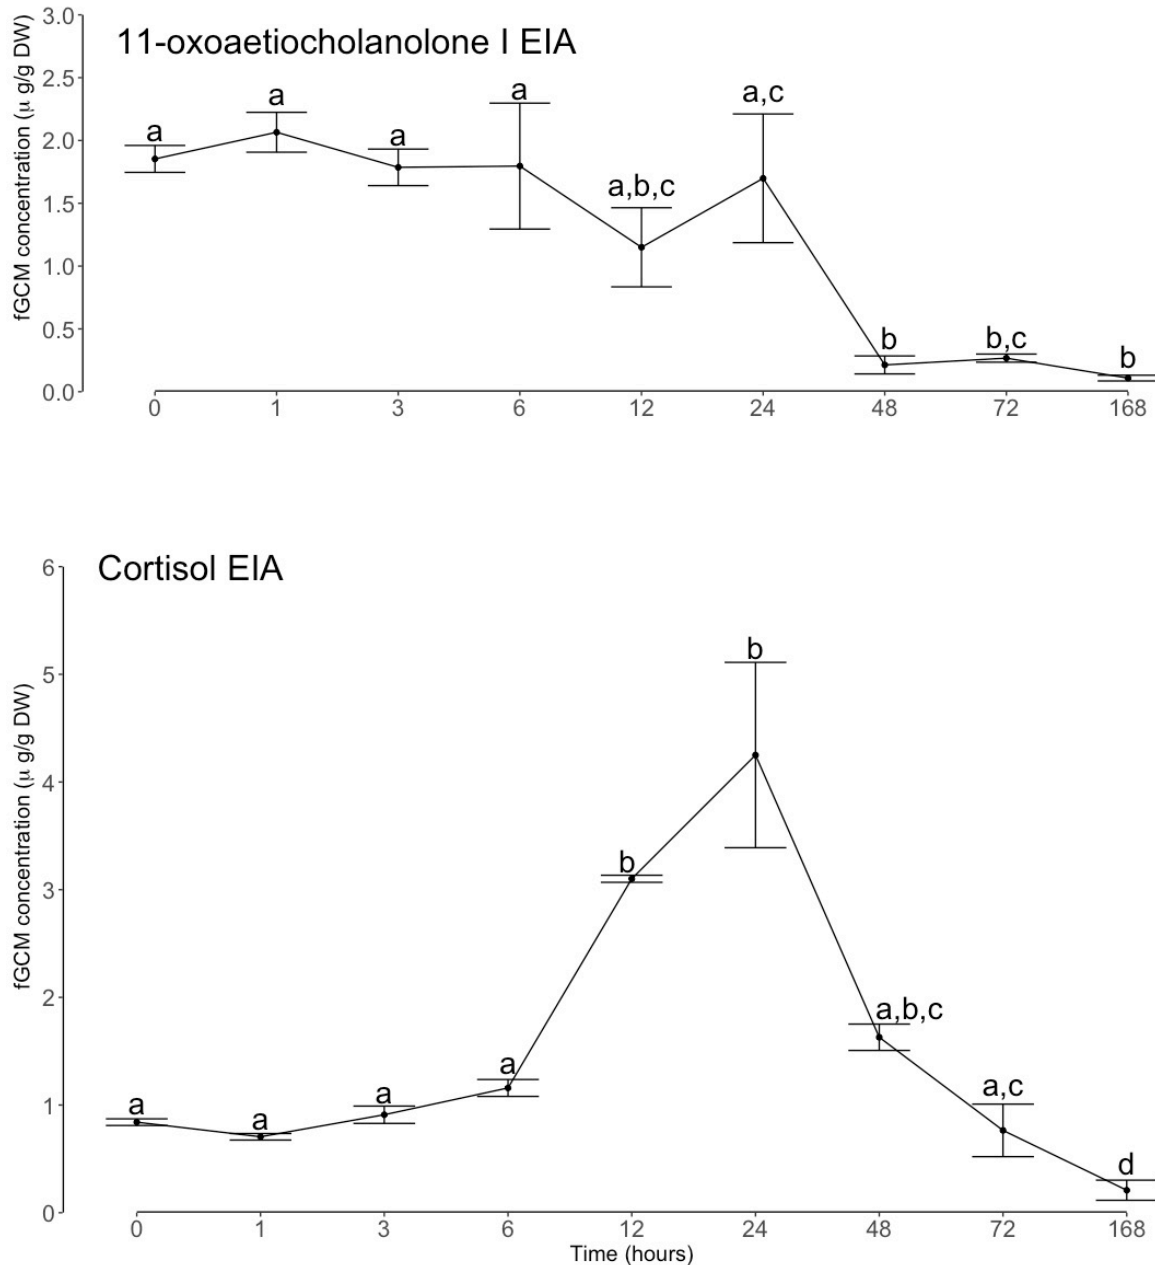 11-oxoaetiocholanolone I EIA
fGCM concentration (μ g/g DW)
3.0
2.5
2.0
1.5
1.0
0.5
0.0
a
a
a
a
a,b,c
a,c
b
b,c
b
0 1 3 6 12 24 48 72 168
Cortisol EIA
fGCM concentration (μ g/g DW)
6
5
4
3
2
1
0
a
a
a
a
b
b
a,b,c
a,c
d
0 1 3 6 12 24 48 72 168
Time (hours)